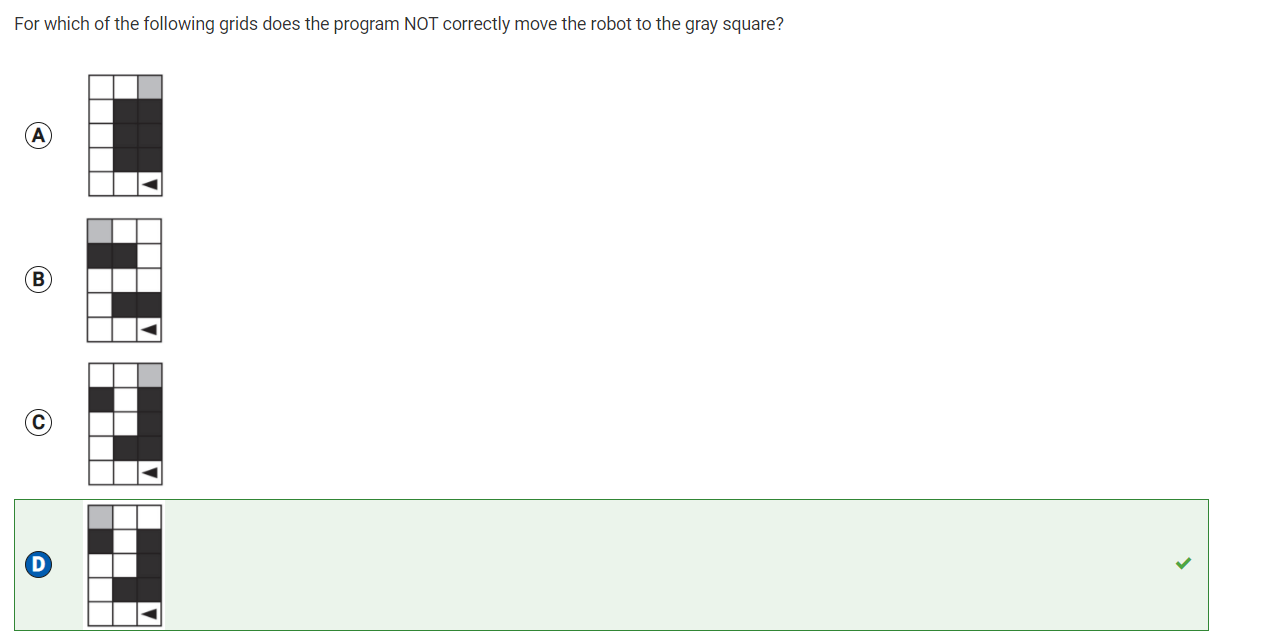 For which of the following grids does the program NOT correctly move the robot to the gray square?
A
B
C
D